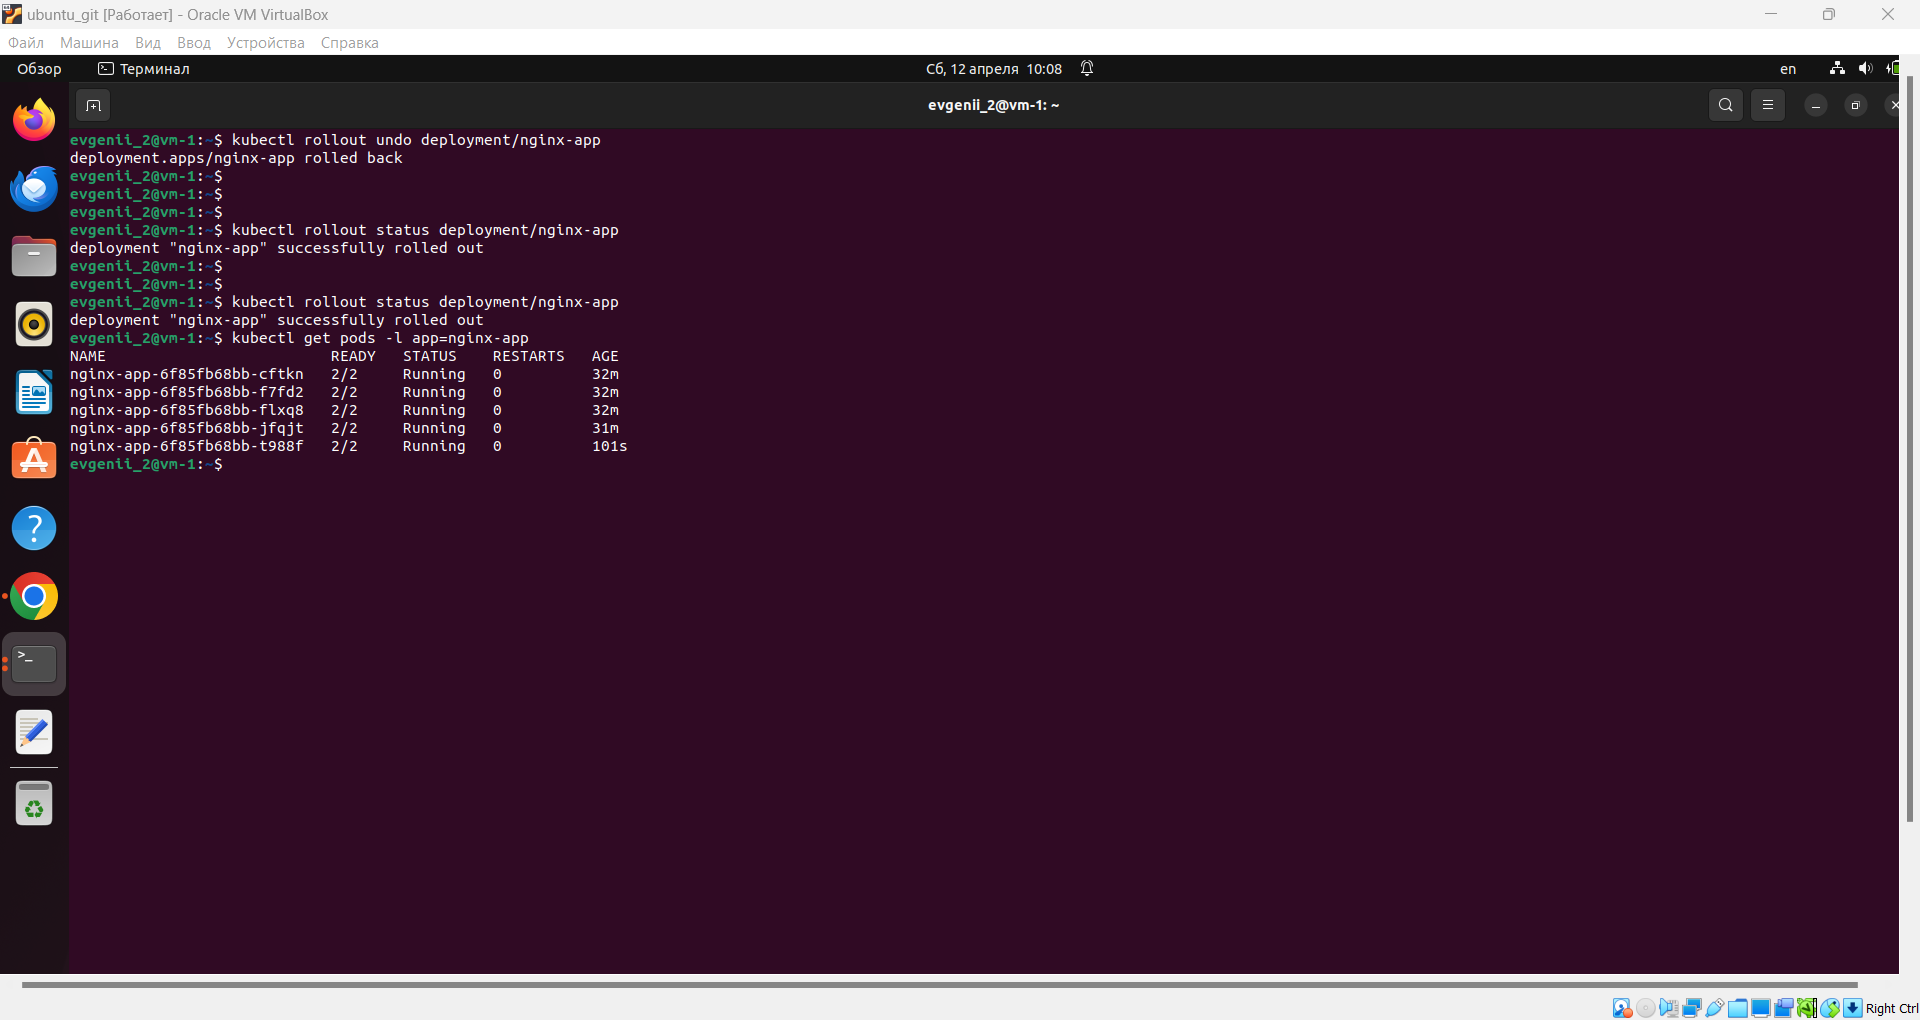 ubuntu_git [Работает] - Oracle VM VirtualBox
Файл Машина Вид Ввод Устройства Справка
Обзор Терминал Сб, 12 апреля 10:08 en
evgenii_2@vm-1: ~
evgenii_2@vm-1:~$ kubectl rollout undo deployment/nginx-app
deployment.apps/nginx-app rolled back
evgenii_2@vm-1:~$
evgenii_2@vm-1:~$
evgenii_2@vm-1:~$
evgenii_2@vm-1:~$ kubectl rollout status deployment/nginx-app
deployment "nginx-app" successfully rolled out
evgenii_2@vm-1:~$
evgenii_2@vm-1:~$
evgenii_2@vm-1:~$ kubectl rollout status deployment/nginx-app
deployment "nginx-app" successfully rolled out
evgenii_2@vm-1:~$ kubectl get pods -l app=nginx-app
NAME READY STATUS RESTARTS AGE
nginx-app-6f85fb68bb-cftkn 2/2 Running 0 32m
nginx-app-6f85fb68bb-f7fd2 2/2 Running 0 32m
nginx-app-6f85fb68bb-flxq8 2/2 Running 0 32m
nginx-app-6f85fb68bb-jfqjt 2/2 Running 0 31m
nginx-app-6f85fb68bb-t988f 2/2 Running 0 101s
evgenii_2@vm-1:~$
Right Ctrl